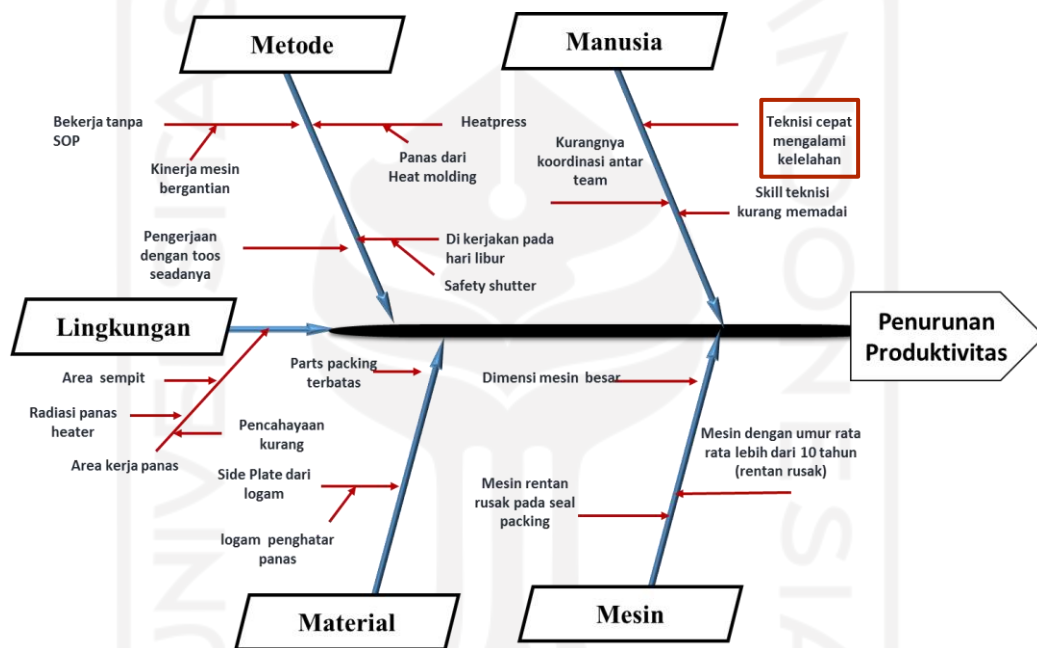 Metode
Manusia
Bekerja tanpa
SOP
Kinerja mesin
bergantian
Heatpress
Panas dari
Heat molding
Pengerjaan
dengan toos
seadanya
Di kerjakan pada
hari libur
Safety shutter
Kurangnya
koordinasi antar
team
Teknisi cepat
mengalami
kelelahan
Skill teknisi
kurang memadai
Lingkungan
Penurunan
Produktivitas
Area sempit
Radiasi panas
heater
Area kerja panas
Pencahayaan
kurang
Parts packing
terbatas
Side Plate dari
logam
logam penghatar
panas
Dimensi mesin besar
Mesin dengan umur rata
rata lebih dari 10 tahun
(rentan rusak)
Mesin rentan
rusak pada seal
packing
Material
Mesin